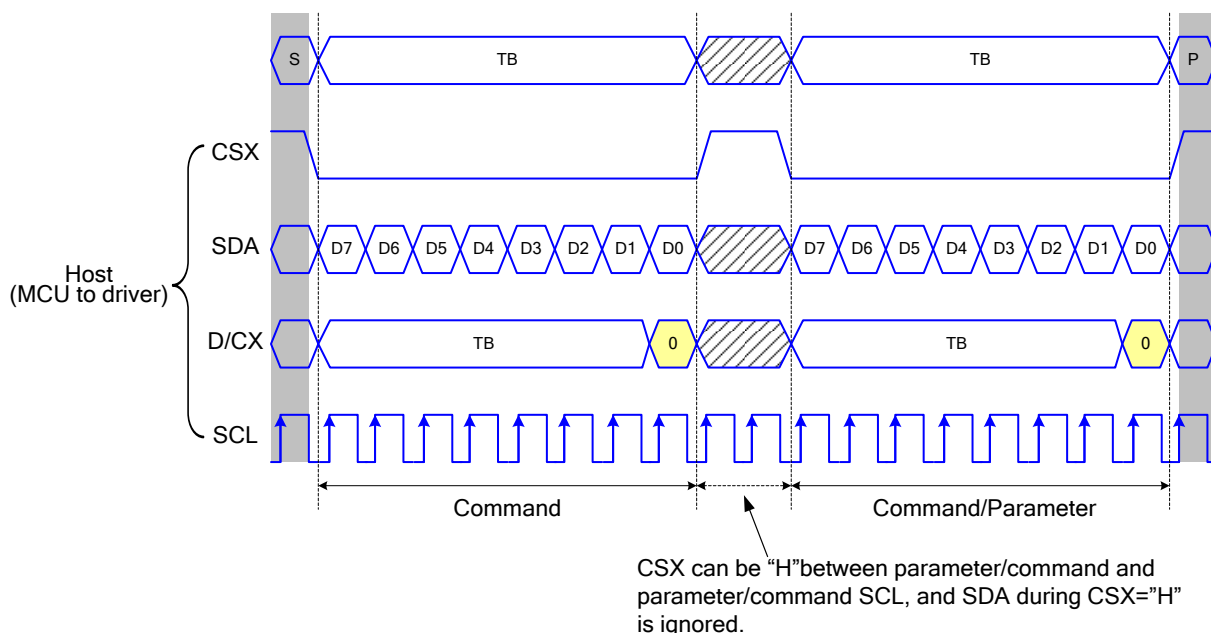 S TB TB P
CSX
SDA D7 D6 D5 D4 D3 D2 D1 D0 D7 D6 D5 D4 D3 D2 D1 D0
Host
(MCU to driver)
D/CX TB 0 TB 0
SCL
Command Command/Parameter
CSX can be “H”between parameter/command and
parameter/command SCL, and SDA during CSX=”H”
is ignored.